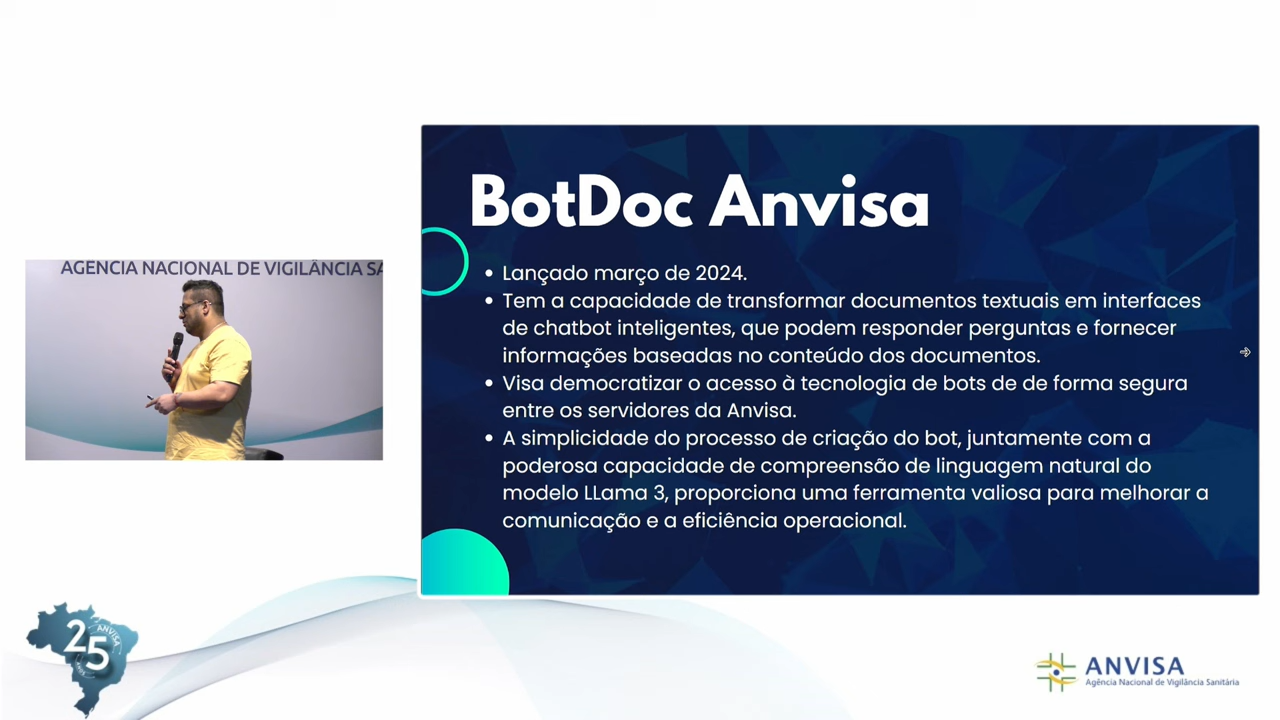 AGENCIA NACIONAL DE VIGILÂNCIA SA
BotDoc Anvisa
• Lançado março de 2024.
• Tem a capacidade de transformar documentos textuais em interfaces
de chatbot inteligentes, que podem responder perguntas e fornecer
informações baseadas no conteúdo dos documentos.
• Visa democratizar o acesso à tecnologia de bots de de forma segura
entre os servidores da Anvisa.
• A simplicidade do processo de criação do bot, juntamente com a
poderosa capacidade de compreensão de linguagem natural do
modelo LLama 3, proporciona uma ferramenta valiosa para melhorar a
comunicação e a eficiência operacional.
25
ANVISA
ANVISA
Agência Nacional de Vigilância Sanitária